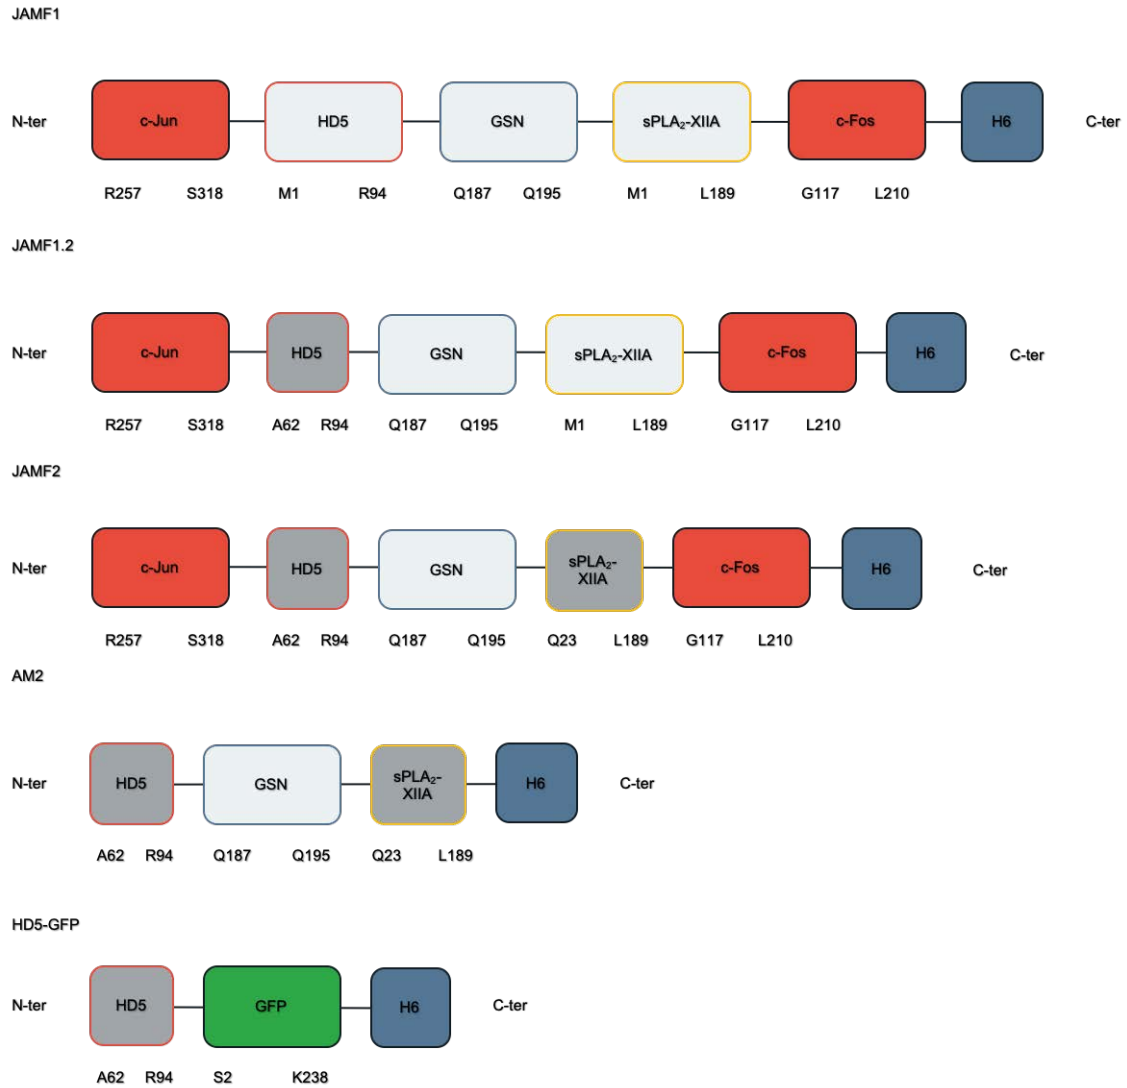 JAMF1
N-ter c-Jun HD5 GSN sPLA₂-XIIA c-Fos H6 C-ter
R257 S318 M1 R94 Q187 Q195 M1 L189 G117 L210
JAMF1.2
N-ter c-Jun HD5 GSN sPLA₂-XIIA c-Fos H6 C-ter
R257 S318 A62 R94 Q187 Q195 M1 L189 G117 L210
JAMF2
N-ter c-Jun HD5 GSN sPLA₂-
XIIA c-Fos H6 C-ter
R257 S318 A62 R94 Q187 Q195 Q23 L189 G117 L210
AM2
N-ter HD5 GSN sPLA₂-
XIIA H6 C-ter
A62 R94 Q187 Q195 Q23 L189
HD5-GFP
N-ter HD5 GFP H6 C-ter
A62 R94 S2 K238